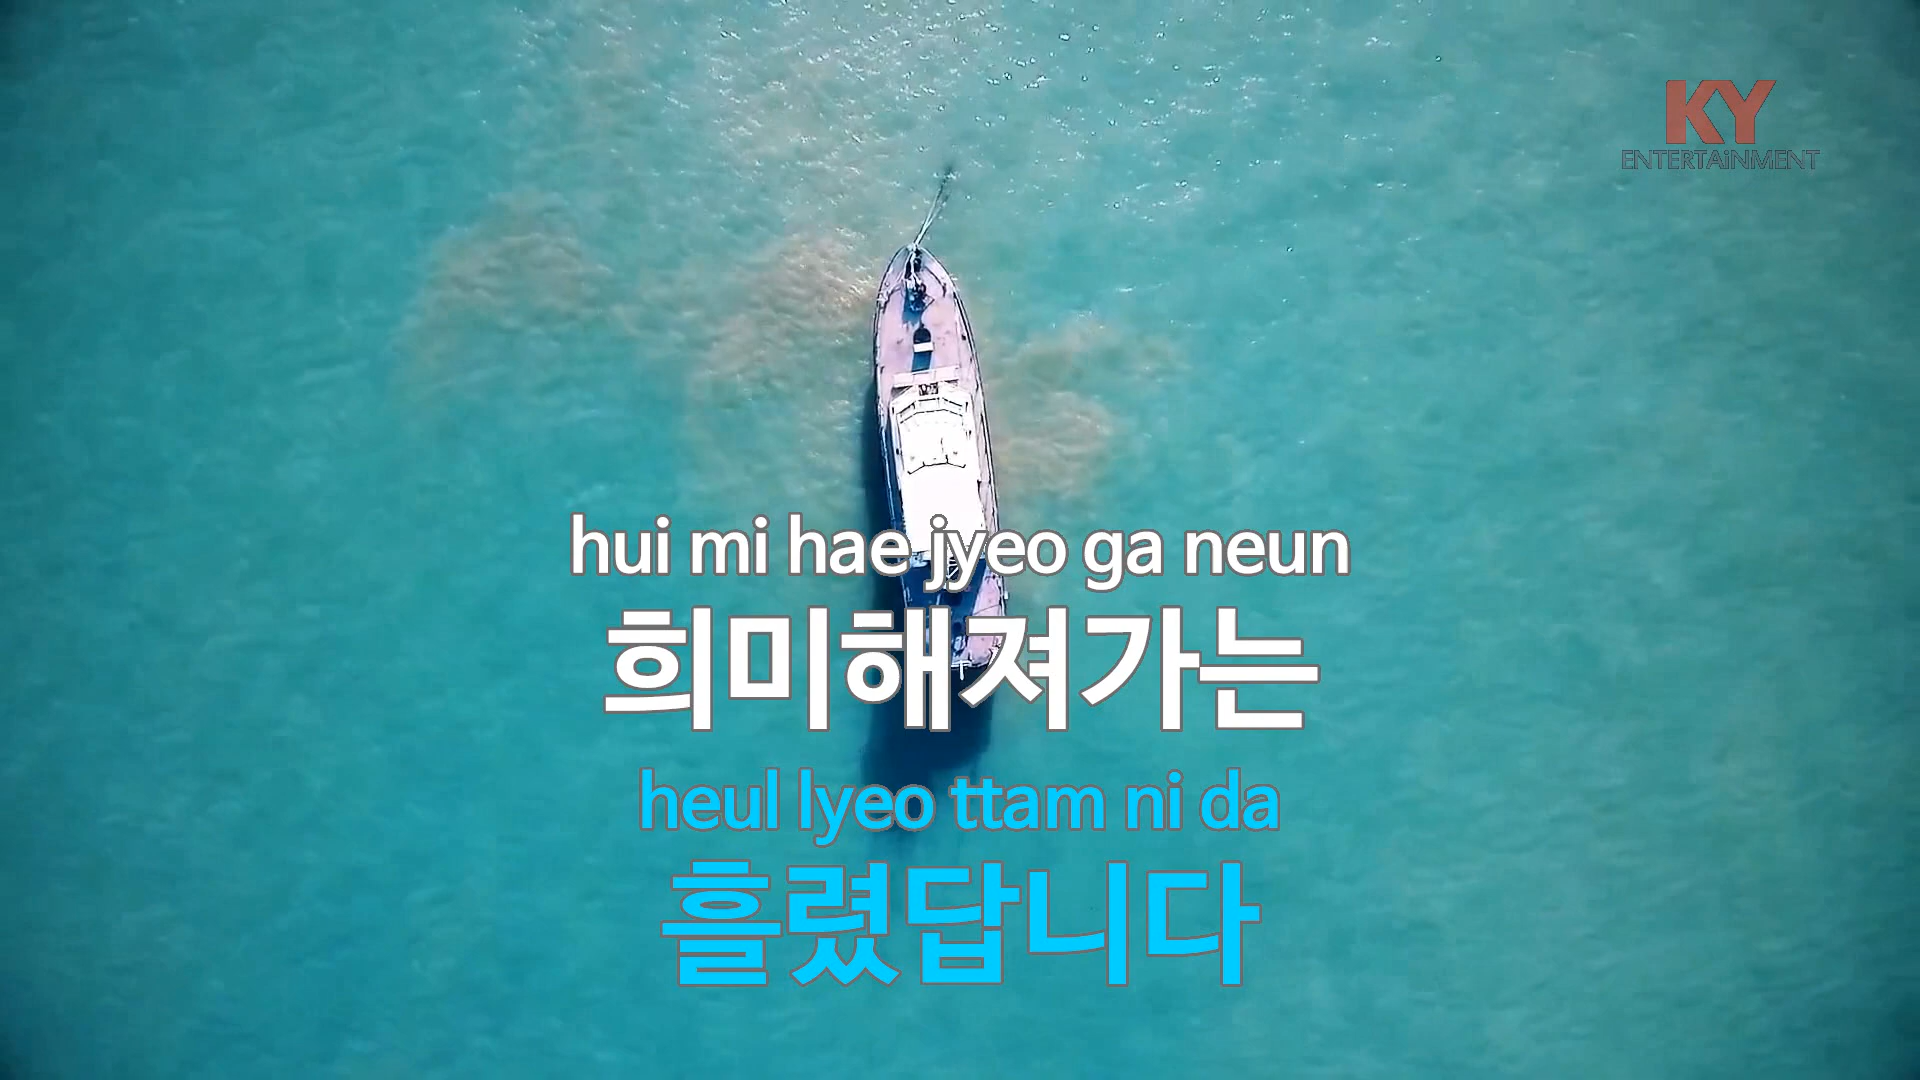 KY
ENTERTAiNMENT
hui mi hae jyeo ga neun
희미해져가는
heul lyeo ttam ni da
흘렸답니다